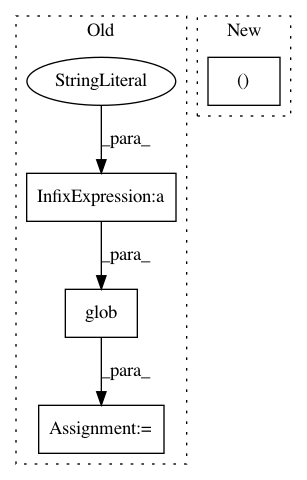 Old
New
StringLiteral
()
_para_
InfixExpression:a
_para_
glob
_para_
Assignment:=